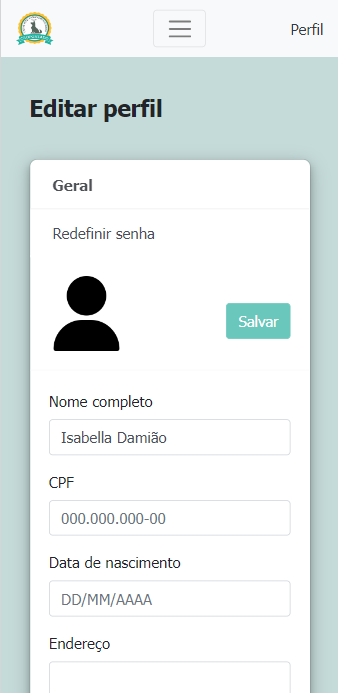 Perfil
Editar perfil
Geral
Redefinir senha
Salvar
Nome completo
Isabella Damião
CPF
000.000.000-00
Data de nascimento
DD/MM/AAAA
Endereço